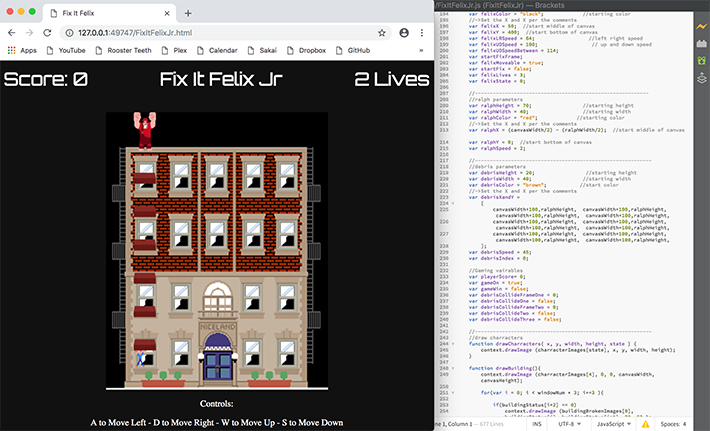 Fix It Felix
127.0.0.1:49747/FixItFelixJr.html
Apps YouTube Rooster Teeth Plex Calendar Sakai Dropbox GitHub
Score: 0 Fix It Felix Jr 2 Lives
NICELAND
Controls:
A to Move Left - D to Move Right - W to Move Up - S to Move Down
/FixItFelixJr.js (FixItFelixJr) — Brackets
var felixColor = "black"; //starting color
//->Set the X and X per the comments
var felixX = 50; //start middle of canvas
var felixY = 400; //start bottom of canvas
var felixLRSpeed = 64; //left right speed
var felixUDSpeed = 100; // up and down speed
var felixUDSpeedBetween = 114;
var startFixFrame;
var felixMoveable = true;
var startFix = false;
var felixLives = 3;
var felixState = 0;
//ralph parameters
var ralphHeight = 70; //starting height
var ralphWidth = 40; //starting width
var ralphColor = "red"; //starting color
//->Set the X and X per the comments
var ralphX = (canvasWidth/2) - (ralphWidth/2); //start middle of canvas
var ralphY = 0; //start bottom of canvas
var ralphSpeed = 2;
//debris parameters
var debrisHeight = 20; //starting height
var debrisWidth = 40; //starting width
var debrisColor = "brown"; //start color
//->Set the X and X per the comments
var debrisXandY =
[
canvasWidth+100,ralphHeight, canvasWidth+100,ralphHeight,
canvasWidth+100,ralphHeight, canvasWidth+100,ralphHeight,
canvasWidth+100,ralphHeight, canvasWidth+100,ralphHeight,
canvasWidth+100,ralphHeight, canvasWidth+100,ralphHeight,
canvasWidth+100,ralphHeight, canvasWidth+100,ralphHeight
];
var debrisSpeed = 45;
var debrisIndex = 0;
//Gaming vairables
var playerScore= 0;
var gameOn = true;
var gameWin = false;
var debrisCollideFrameOne = 0;
var debrisCollideOne = false;
var debrisCollideFrameTwo = 0;
var debrisCollideTwo = false;
var debrisCollideThree = false;
//draw charracters
function drawCharacters( x, y, width, height, state ) {
context.drawImage (charracterImages[state], x, y, width, height);
}
function drawBuilding(){
context.drawImage (charracterImages[4], 0, 0, canvasWidth,
canvasHeight);
for(var i = 0; i < windowNum * 3; i+=3 ){
if(buildingStatus[i+2] == 0)
context.drawImage (buildingBrokenImages[0],
ine 1, Column 1 — 677 Lines INS UTF-8 JavaScript Spaces: 4